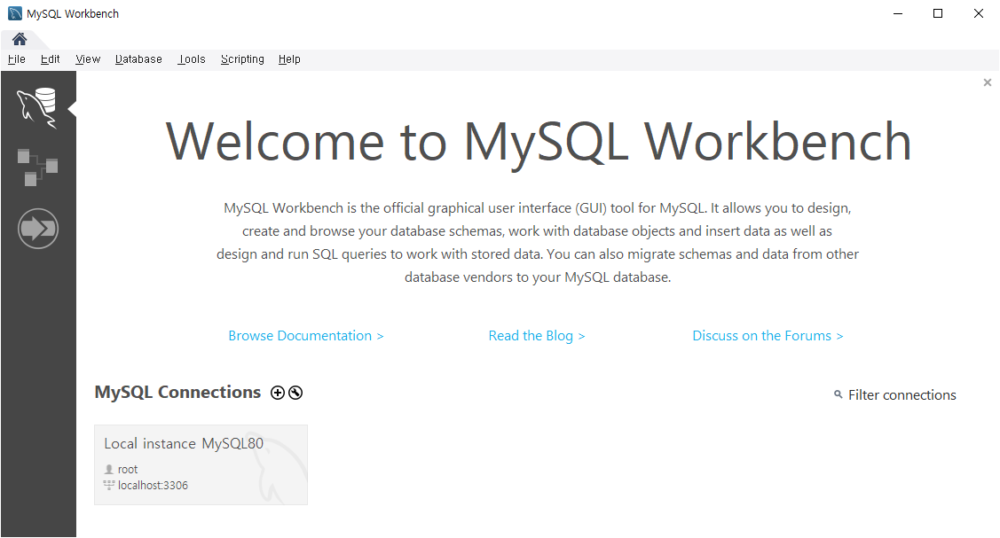 MySQL Workbench
File Edit View Database Tools Scripting Help
Welcome to MySQL Workbench
MySQL Workbench is the official graphical user interface (GUI) tool for MySQL. It allows you to design,
create and browse your database schemas, work with database objects and insert data as well as
design and run SQL queries to work with stored data. You can also migrate schemas and data from other
database vendors to your MySQL database.
Browse Documentation > Read the Blog > Discuss on the Forums >
MySQL Connections Filter connections
Local instance MySQL80
root
localhost:3306